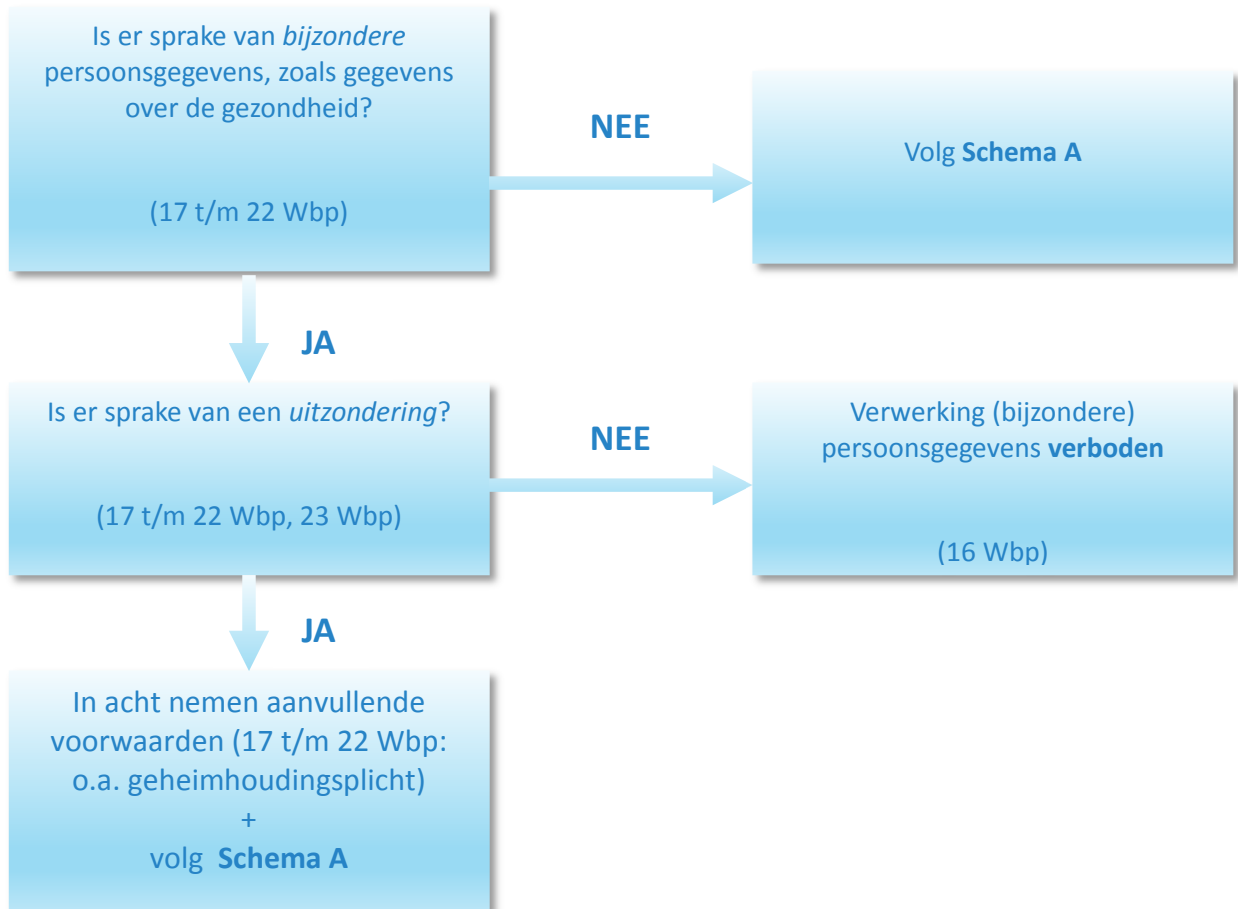 Is er sprake van bijzondere
persoonsgegevens, zoals gegevens
over de gezondheid?
(17 t/m 22 Wbp)
NEE
Volg Schema A
JA
Is er sprake van een uitzondering?
(17 t/m 22 Wbp, 23 Wbp)
NEE
Verwerking (bijzondere)
persoonsgegevens verboden
(16 Wbp)
JA
In acht nemen aanvullende
voorwaarden (17 t/m 22 Wbp:
o.a. geheimhoudingsplicht)
+
volg Schema A